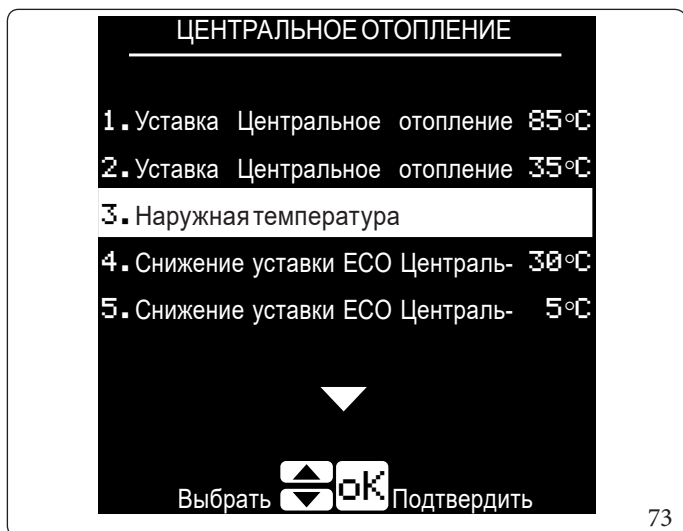 ЦЕНТРАЛЬНОЕ ОТОПЛЕНИЕ
1. Уставка Центральное отопление 85°C
2. Уставка Центральное отопление 35°C
3. Наружная температура
4. Снижение уставки ECO Централь- 30°C
5. Снижение уставки ECO Централь- 5°C
Выбрать oK Подтвердить
73